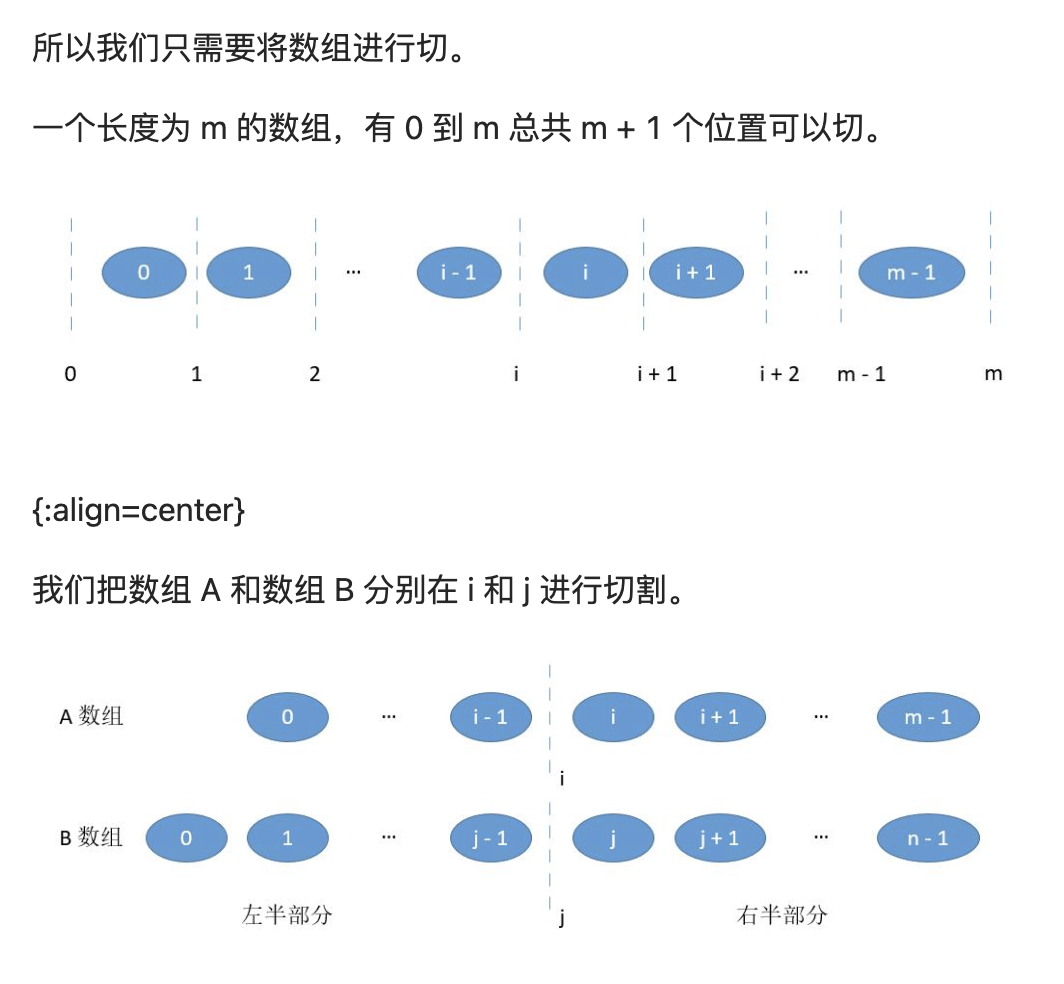 所以我们只需要将数组进行切。
一个长度为 m 的数组，有 0 到 m 总共 m + 1 个位置可以切。
0 1 ... i - 1 i i + 1 ... m - 1
0 1 2 i i + 1 i + 2 m - 1 m
{:align=center}
我们把数组 A 和数组 B 分别在 i 和 j 进行切割。
A 数组 0 ... i - 1 i i + 1 ... m - 1
i
B 数组 0 1 ... j - 1 j j + 1 ... n - 1
左半部分 j 右半部分